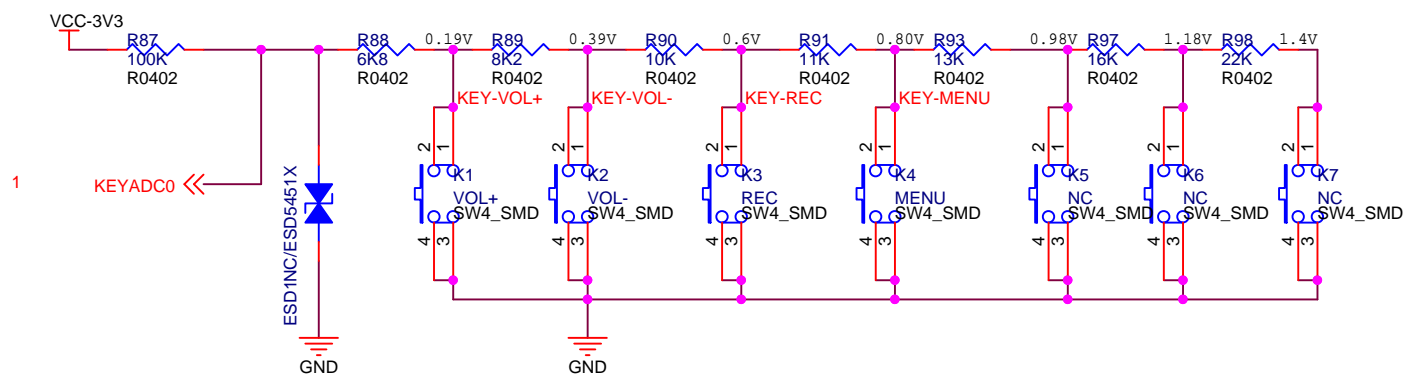 VCC-3V3
R87
100K
R0402
R88
6K8
R0402
0.19V
R89
8K2
R0402
0.39V
R90
10K
R0402
0.6V
R91
11K
R0402
0.80V
R93
13K
R0402
0.98V
R97
16K
R0402
1.18V
R98
22K
R0402
1.4V
KEY-VOL+
KEY-VOL-
KEY-REC
KEY-MENU
1
KEYADC0
ESD1NC/ESD5451X
2 1
K1
VOL+
SW4_SMD
4 3
2 1
K2
VOL-
SW4_SMD
4 3
2 1
K3
REC
SW4_SMD
4 3
2 1
K4
MENU
SW4_SMD
4 3
2 1
K5
NC
SW4_SMD
4 3
2 1
K6
NC
SW4_SMD
4 3
2 1
K7
NC
SW4_SMD
4 3
GND
GND